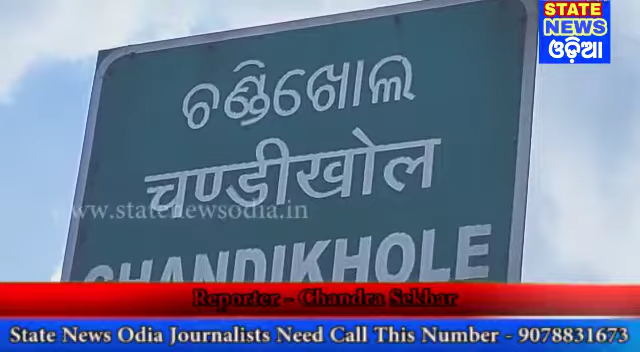 STATE
NEWS
ଓଡ଼ିଆ
ଚଣ୍ଡିଖୋଲ
चण्डीखोल
www.statenewsodia.in
CHANDIKHOLE
Reporter - Chandra Sekhar
State News Odia Journalists Need Call This Number - 9078831673